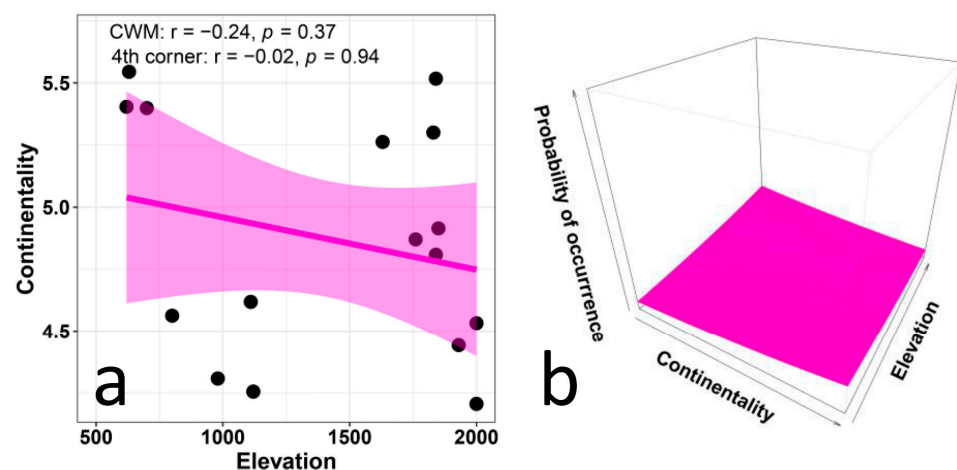 CWM: r = −0.24, p = 0.37
4th corner: r = −0.02, p = 0.94
5.5
5.0
4.5
Continentality
500
1000
1500
2000
Elevation
a
Probability of occurrrence
Continentality
Elevation
b